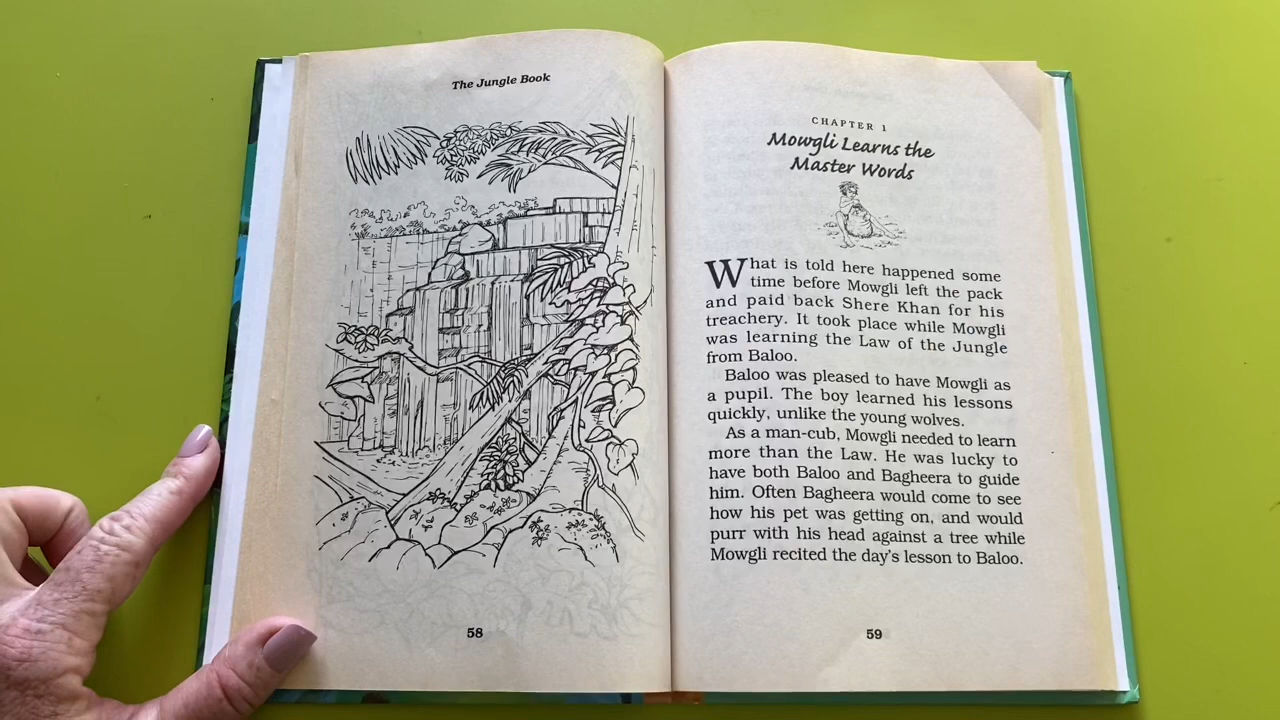 The Jungle Book
58
CHAPTER 1
Mowgli Learns the
Master Words
What is told here happened some
time before Mowgli left the pack
and paid back Shere Khan for his
treachery. It took place while Mowgli
was learning the Law of the Jungle
from Baloo.
Baloo was pleased to have Mowgli as
a pupil. The boy learned his lessons
quickly, unlike the young wolves.
As a man-cub, Mowgli needed to learn
more than the Law. He was lucky to
have both Baloo and Bagheera to guide
him. Often Bagheera would come to see
how his pet was getting on, and would
purr with his head against a tree while
Mowgli recited the day's lesson to Baloo.
59